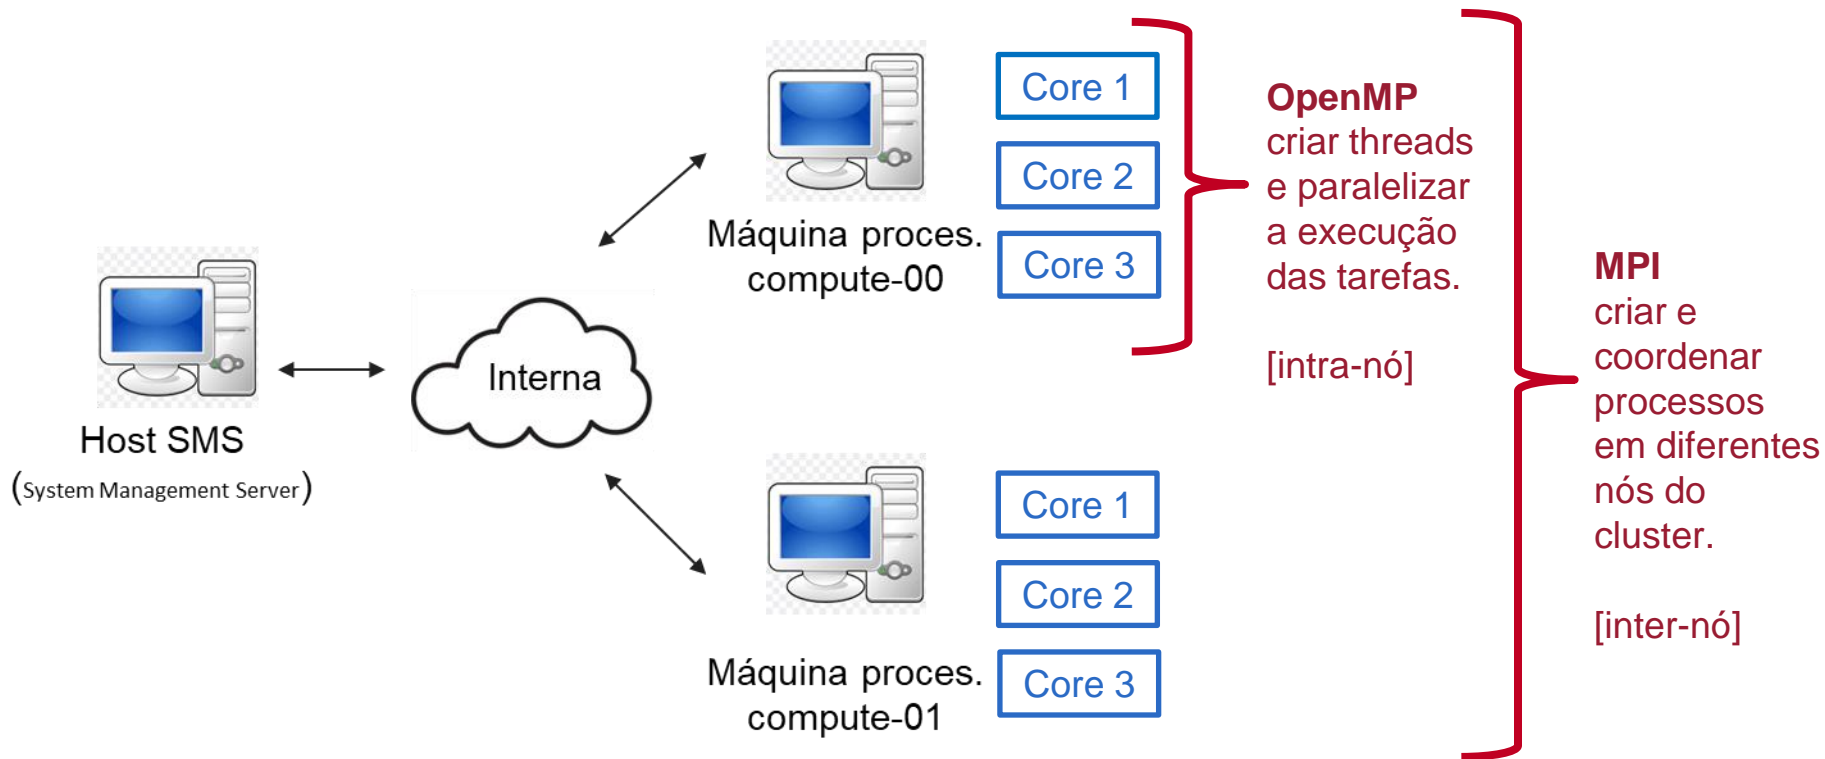 Host SMS
(System Management Server)
Interna
Máquina proces.
compute-00
Core 1
Core 2
Core 3
OpenMP
criar threads
e paralelizar
a execução
das tarefas.
[intra-nó]
Máquina proces.
compute-01
Core 1
Core 2
Core 3
MPI
criar e
coordenar
processos
em diferentes
nós do
cluster.
[inter-nó]